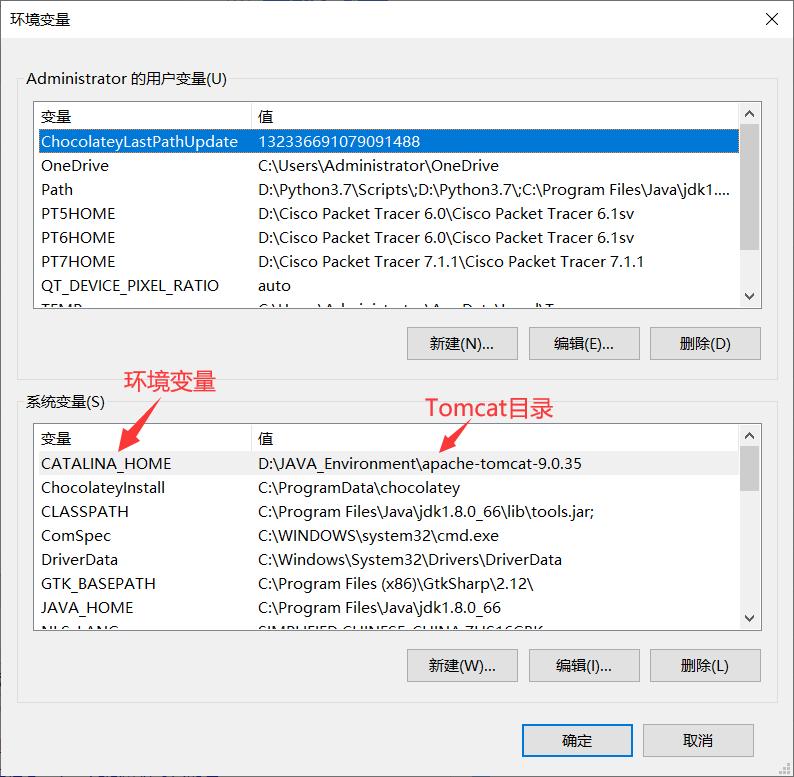 环境变量
Administrator 的用户变量(U)
变量 值
ChocolateyLastPathUpdate 132336691079091488
OneDrive C:\Users\Administrator\OneDrive
Path D:\Python3.7\Scripts\;D:\Python3.7\;C:\Program Files\Java\jdk1....
PT5HOME D:\Cisco Packet Tracer 6.0\Cisco Packet Tracer 6.1sv
PT6HOME D:\Cisco Packet Tracer 6.0\Cisco Packet Tracer 6.1sv
PT7HOME D:\Cisco Packet Tracer 7.1.1\Cisco Packet Tracer 7.1.1
QT_DEVICE_PIXEL_RATIO auto
新建(N)... 编辑(E)... 删除(D)
环境变量
Tomcat目录
系统变量(S)
变量 值
CATALINA_HOME D:\JAVA_Environment\apache-tomcat-9.0.35
ChocolateyInstall C:\ProgramData\chocolatey
CLASSPATH C:\Program Files\Java\jdk1.8.0_66\lib\tools.jar;
ComSpec C:\WINDOWS\system32\cmd.exe
DriverData C:\Windows\System32\Drivers\DriverData
GTK_BASEPATH C:\Program Files (x86)\GtkSharp\2.12\
JAVA_HOME C:\Program Files\Java\jdk1.8.0_66
新建(W)... 编辑(I)... 删除(L)
确定 取消